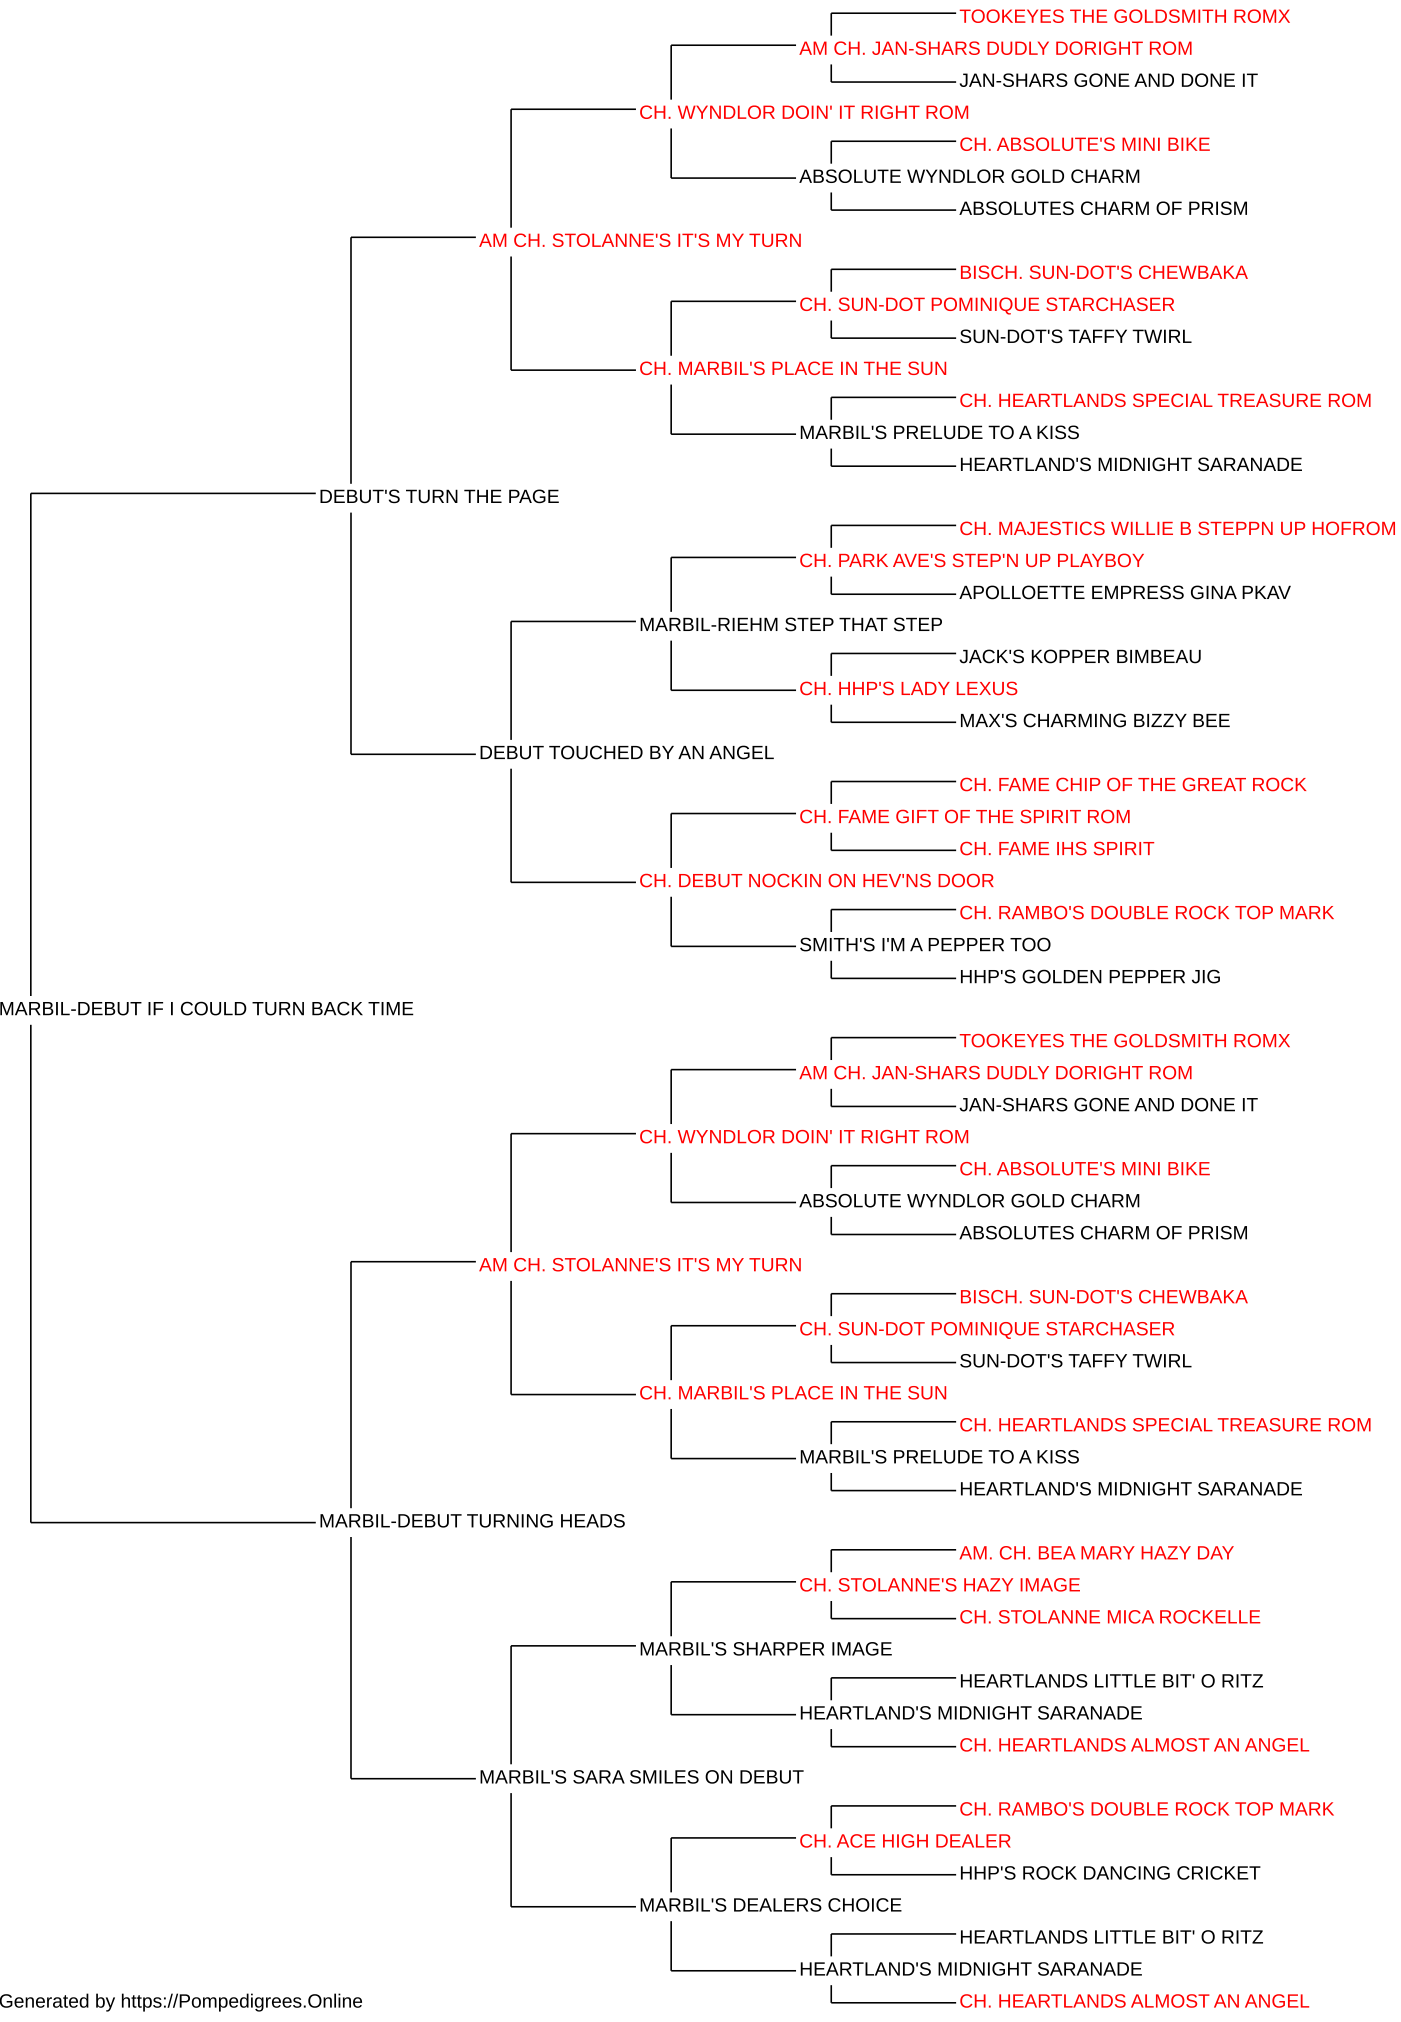 TOOKEYES THE GOLDSMITH ROMX
AM CH. JAN-SHARS DUDLY DORIGHT ROM
JAN-SHARS GONE AND DONE IT
CH. WYNDLOR DOIN' IT RIGHT ROM
CH. ABSOLUTE'S MINI BIKE
ABSOLUTE WYNDLOR GOLD CHARM
ABSOLUTES CHARM OF PRISM
AM CH. STOLANNE'S IT'S MY TURN
BISCH. SUN-DOT'S CHEWBAKA
CH. SUN-DOT POMINIQUE STARCHASER
SUN-DOT'S TAFFY TWIRL
CH. MARBIL'S PLACE IN THE SUN
CH. HEARTLANDS SPECIAL TREASURE ROM
MARBIL'S PRELUDE TO A KISS
HEARTLAND'S MIDNIGHT SARANADE
DEBUT'S TURN THE PAGE
CH. MAJESTICS WILLIE B STEPPN UP HOFROM
CH. PARK AVE'S STEP'N UP PLAYBOY
APOLLOETTE EMPRESS GINA PKAV
MARBIL-RIEHM STEP THAT STEP
JACK'S KOPPER BIMBEAU
CH. HHP'S LADY LEXUS
MAX'S CHARMING BIZZY BEE
DEBUT TOUCHED BY AN ANGEL
CH. FAME CHIP OF THE GREAT ROCK
CH. FAME GIFT OF THE SPIRIT ROM
CH. FAME IHS SPIRIT
CH. DEBUT NOCKIN ON HEV'NS DOOR
CH. RAMBO'S DOUBLE ROCK TOP MARK
SMITH'S I'M A PEPPER TOO
HHP'S GOLDEN PEPPER JIG
MARBIL-DEBUT IF I COULD TURN BACK TIME
TOOKEYES THE GOLDSMITH ROMX
AM CH. JAN-SHARS DUDLY DORIGHT ROM
JAN-SHARS GONE AND DONE IT
CH. WYNDLOR DOIN' IT RIGHT ROM
CH. ABSOLUTE'S MINI BIKE
ABSOLUTE WYNDLOR GOLD CHARM
ABSOLUTES CHARM OF PRISM
AM CH. STOLANNE'S IT'S MY TURN
BISCH. SUN-DOT'S CHEWBAKA
CH. SUN-DOT POMINIQUE STARCHASER
SUN-DOT'S TAFFY TWIRL
CH. MARBIL'S PLACE IN THE SUN
CH. HEARTLANDS SPECIAL TREASURE ROM
MARBIL'S PRELUDE TO A KISS
HEARTLAND'S MIDNIGHT SARANADE
MARBIL-DEBUT TURNING HEADS
AM. CH. BEA MARY HAZY DAY
CH. STOLANNE'S HAZY IMAGE
CH. STOLANNE MICA ROCKELLE
MARBIL'S SHARPER IMAGE
HEARTLANDS LITTLE BIT' O RITZ
HEARTLAND'S MIDNIGHT SARANADE
CH. HEARTLANDS ALMOST AN ANGEL
MARBIL'S SARA SMILES ON DEBUT
CH. RAMBO'S DOUBLE ROCK TOP MARK
CH. ACE HIGH DEALER
HHP'S ROCK DANCING CRICKET
MARBIL'S DEALERS CHOICE
HEARTLANDS LITTLE BIT' O RITZ
HEARTLAND'S MIDNIGHT SARANADE
CH. HEARTLANDS ALMOST AN ANGEL
Generated by https://Pompedigrees.Online